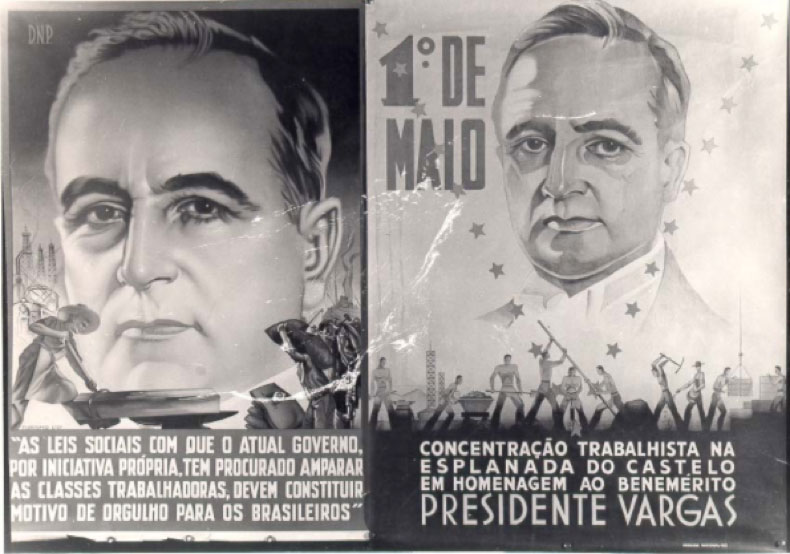 DNP.
"AS LEIS SOCIAIS COM QUE O ATUAL GOVERNO,
POR INICIATIVA PRÓPRIA, TEM PROCURADO AMPARAR
AS CLASSES TRABALHADORAS, DEVEM CONSTITUIR
MOTIVO DE ORGULHO PARA OS BRASILEIROS"
1º DE
MAIO
CONCENTRAÇÃO TRABALHISTA NA
ESPLANADA DO CASTELO
EM HOMENAGEM AO BENEMÉRITO
PRESIDENTE VARGAS